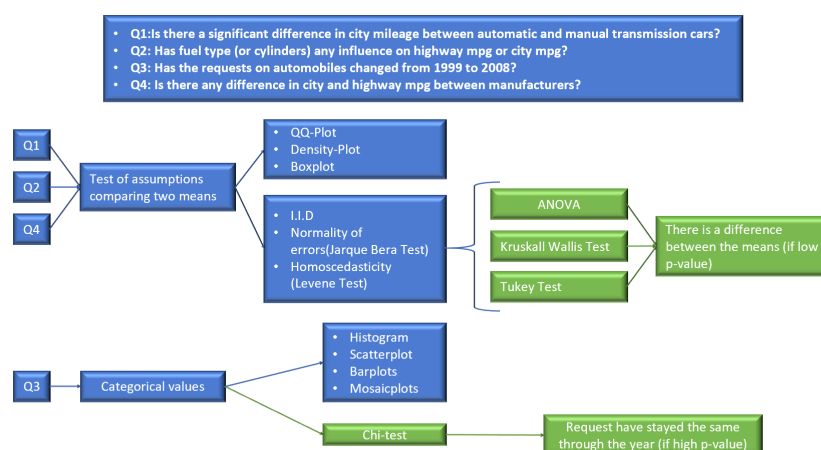 • Q1:Is there a significant difference in city mileage between automatic and manual transmission cars?
• Q2: Has fuel type (or cylinders) any influence on highway mpg or city mpg?
• Q3: Has the requests on automobiles changed from 1999 to 2008?
• Q4: Is there any difference in city and highway mpg between manufacturers?
Q1
Q2
Q4
Test of assumptions
comparing two means
• QQ-Plot
• Density-Plot
• Boxplot
• I.I.D
• Normality of
errors(Jarque Bera Test)
• Homoscedasticity
(Levene Test)
ANOVA
Kruskall Wallis Test
Tukey Test
There is a difference
between the means (if low
p-value)
Q3
Categorical values
• Histogram
• Scatterplot
• Barplots
• Mosaicplots
Chi-test
Request have stayed the same
through the year (if high p-value)